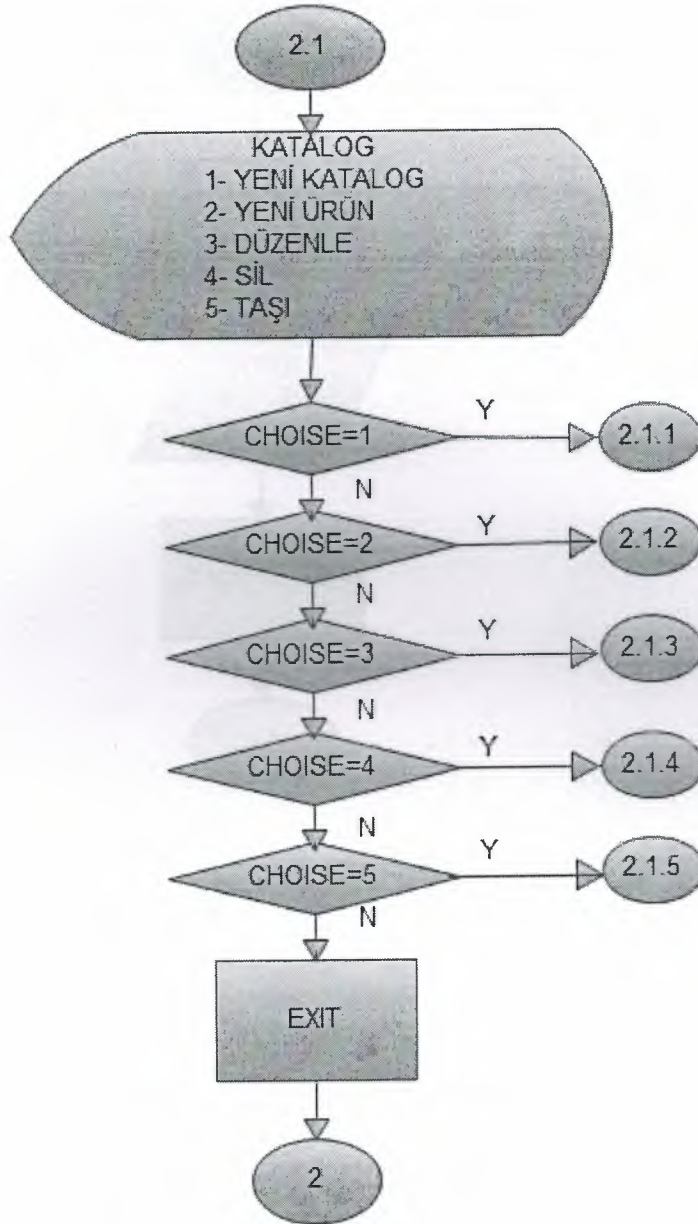 2.1
KATALOG
1- YENİ KATALOG
2- YENİ ÜRÜN
3- DÜZENLE
4- SİL
5- TAŞI
CHOISE=1
Y
2.1.1
N
CHOISE=2
Y
2.1.2
N
CHOISE=3
Y
2.1.3
N
CHOISE=4
Y
2.1.4
N
CHOISE=5
Y
2.1.5
N
EXIT
2